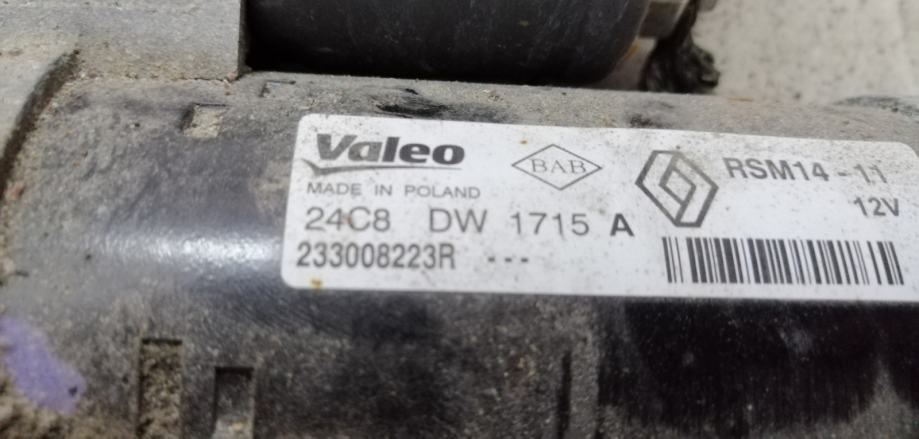 Valeo
BAB
RSM14 - 11
12V
MADE IN POLAND
24C8 DW 1715 A
233008223R ---